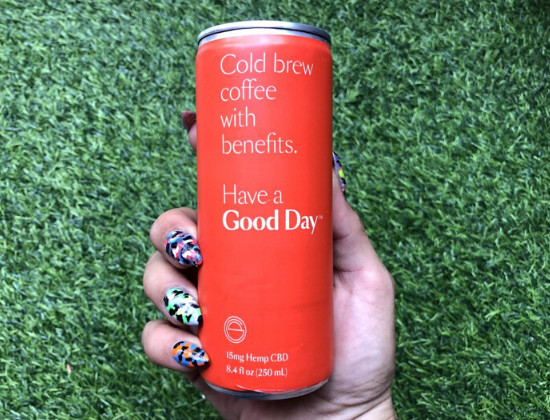 Cold brew
coffee
with
benefits.
Have a
Good Day™
15mg Hemp CBD
8.4 fl oz (250 mL)